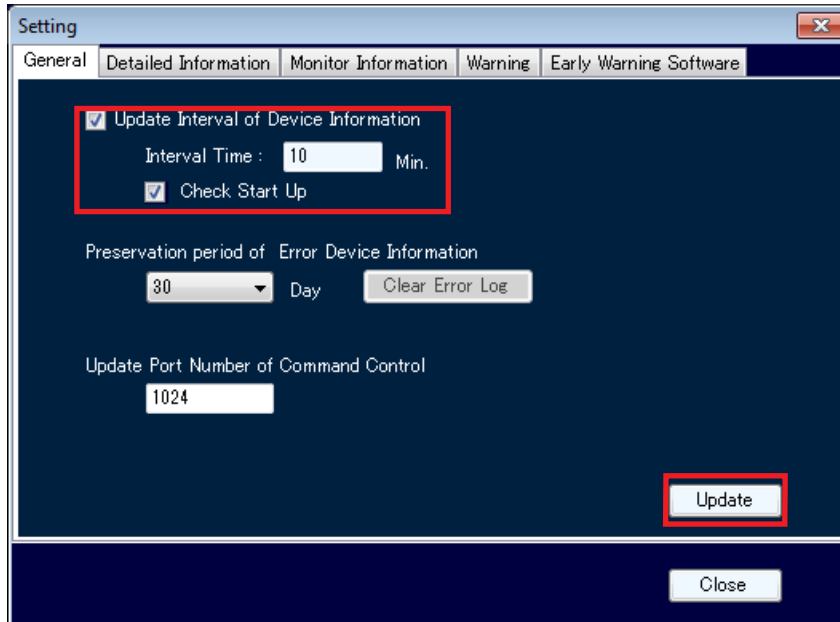 Setting
General Detailed Information Monitor Information Warning Early Warning Software
Update Interval of Device Information
Interval Time : 10 Min.
Check Start Up
Preservation period of Error Device Information
30 Day Clear Error Log
Update Port Number of Command Control
1024
Update
Close